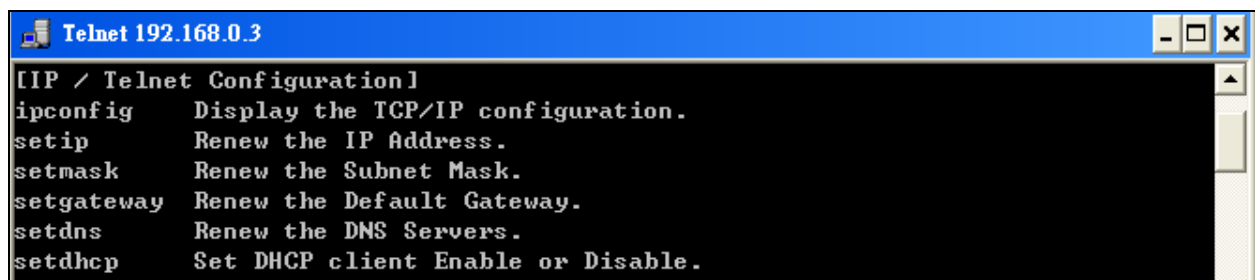 Telnet 192.168.0.3
[IP / Telnet Configuration]
ipconfig Display the TCP/IP configuration.
setip Renew the IP Address.
setmask Renew the Subnet Mask.
setgateway Renew the Default Gateway.
setdns Renew the DNS Servers.
setdhcp Set DHCP client Enable or Disable.